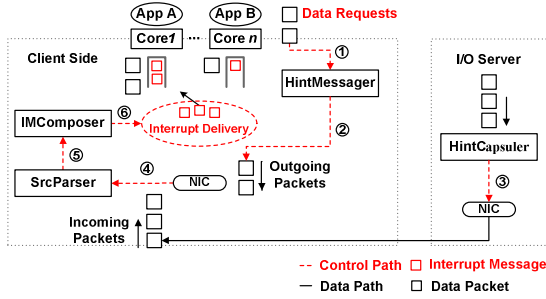 App A
App B
Data Requests
Core1
...
Core n
①
Client Side
I/O Server
HintMessager
⑥
IMComposer
Interrupt Delivery
②
HintCapsuler
⑤
④
Outgoing
Packets
③
SrcParser
NIC
NIC
Incoming
Packets
Control Path
Interrupt Message
Data Path
Data Packet